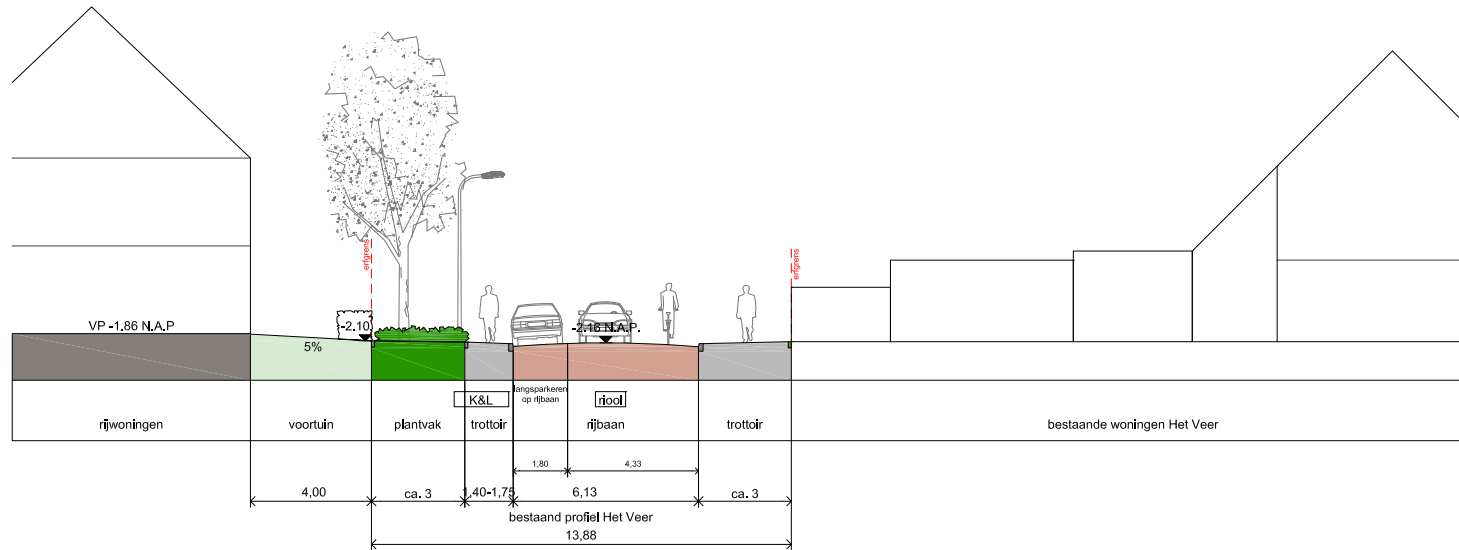 erfgrens
erfgrens
VP -1.86 N.A.P
-2.10
-2.16 N.A.P.
5%
K&L
langsparkeren
op rijbaan
riool
rijwoningen
voortuin
plantvak
trottoir
rijbaan
trottoir
bestaande woningen Het Veer
1,80
4,33
4,00
ca. 3
1,40-1,75
6,13
ca. 3
bestaand profiel Het Veer
13,88